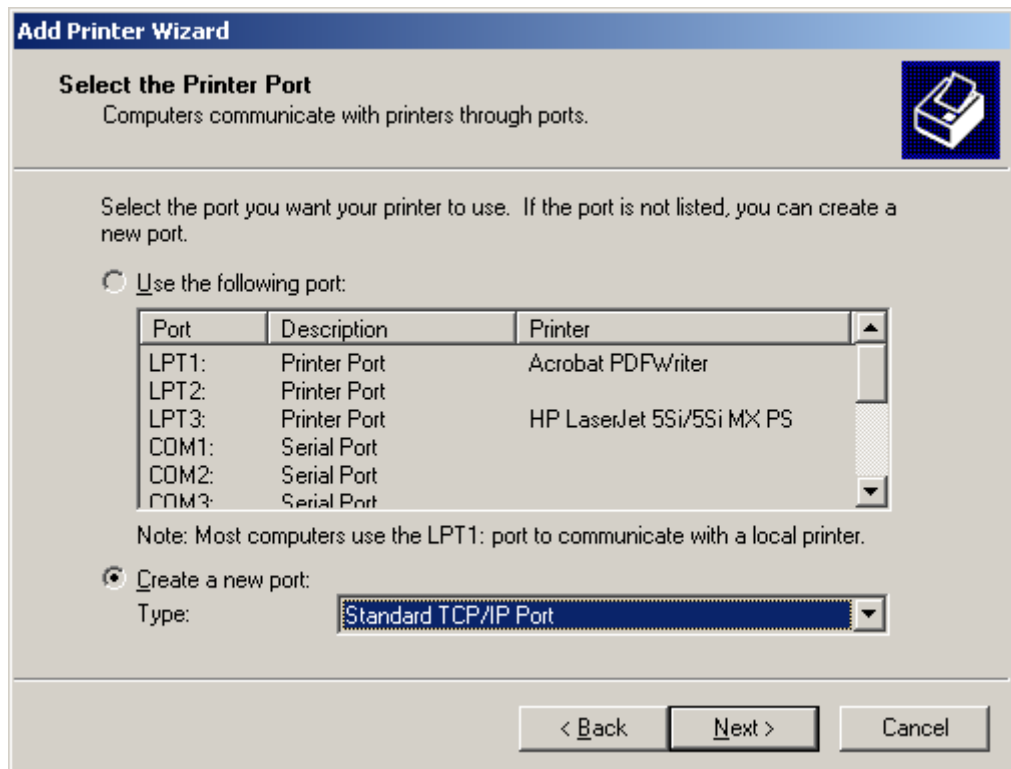 Add Printer Wizard
Select the Printer Port
Computers communicate with printers through ports.
Select the port you want your printer to use. If the port is not listed, you can create a
new port.
Use the following port:
Port Description Printer
LPT1: Printer Port Acrobat PDFWriter
LPT2: Printer Port
LPT3: Printer Port HP LaserJet 5Si/5Si MX PS
COM1: Serial Port
COM2: Serial Port
COM3: Serial Port
Note: Most computers use the LPT1: port to communicate with a local printer.
Create a new port:
Type: Standard TCP/IP Port
< Back Next > Cancel